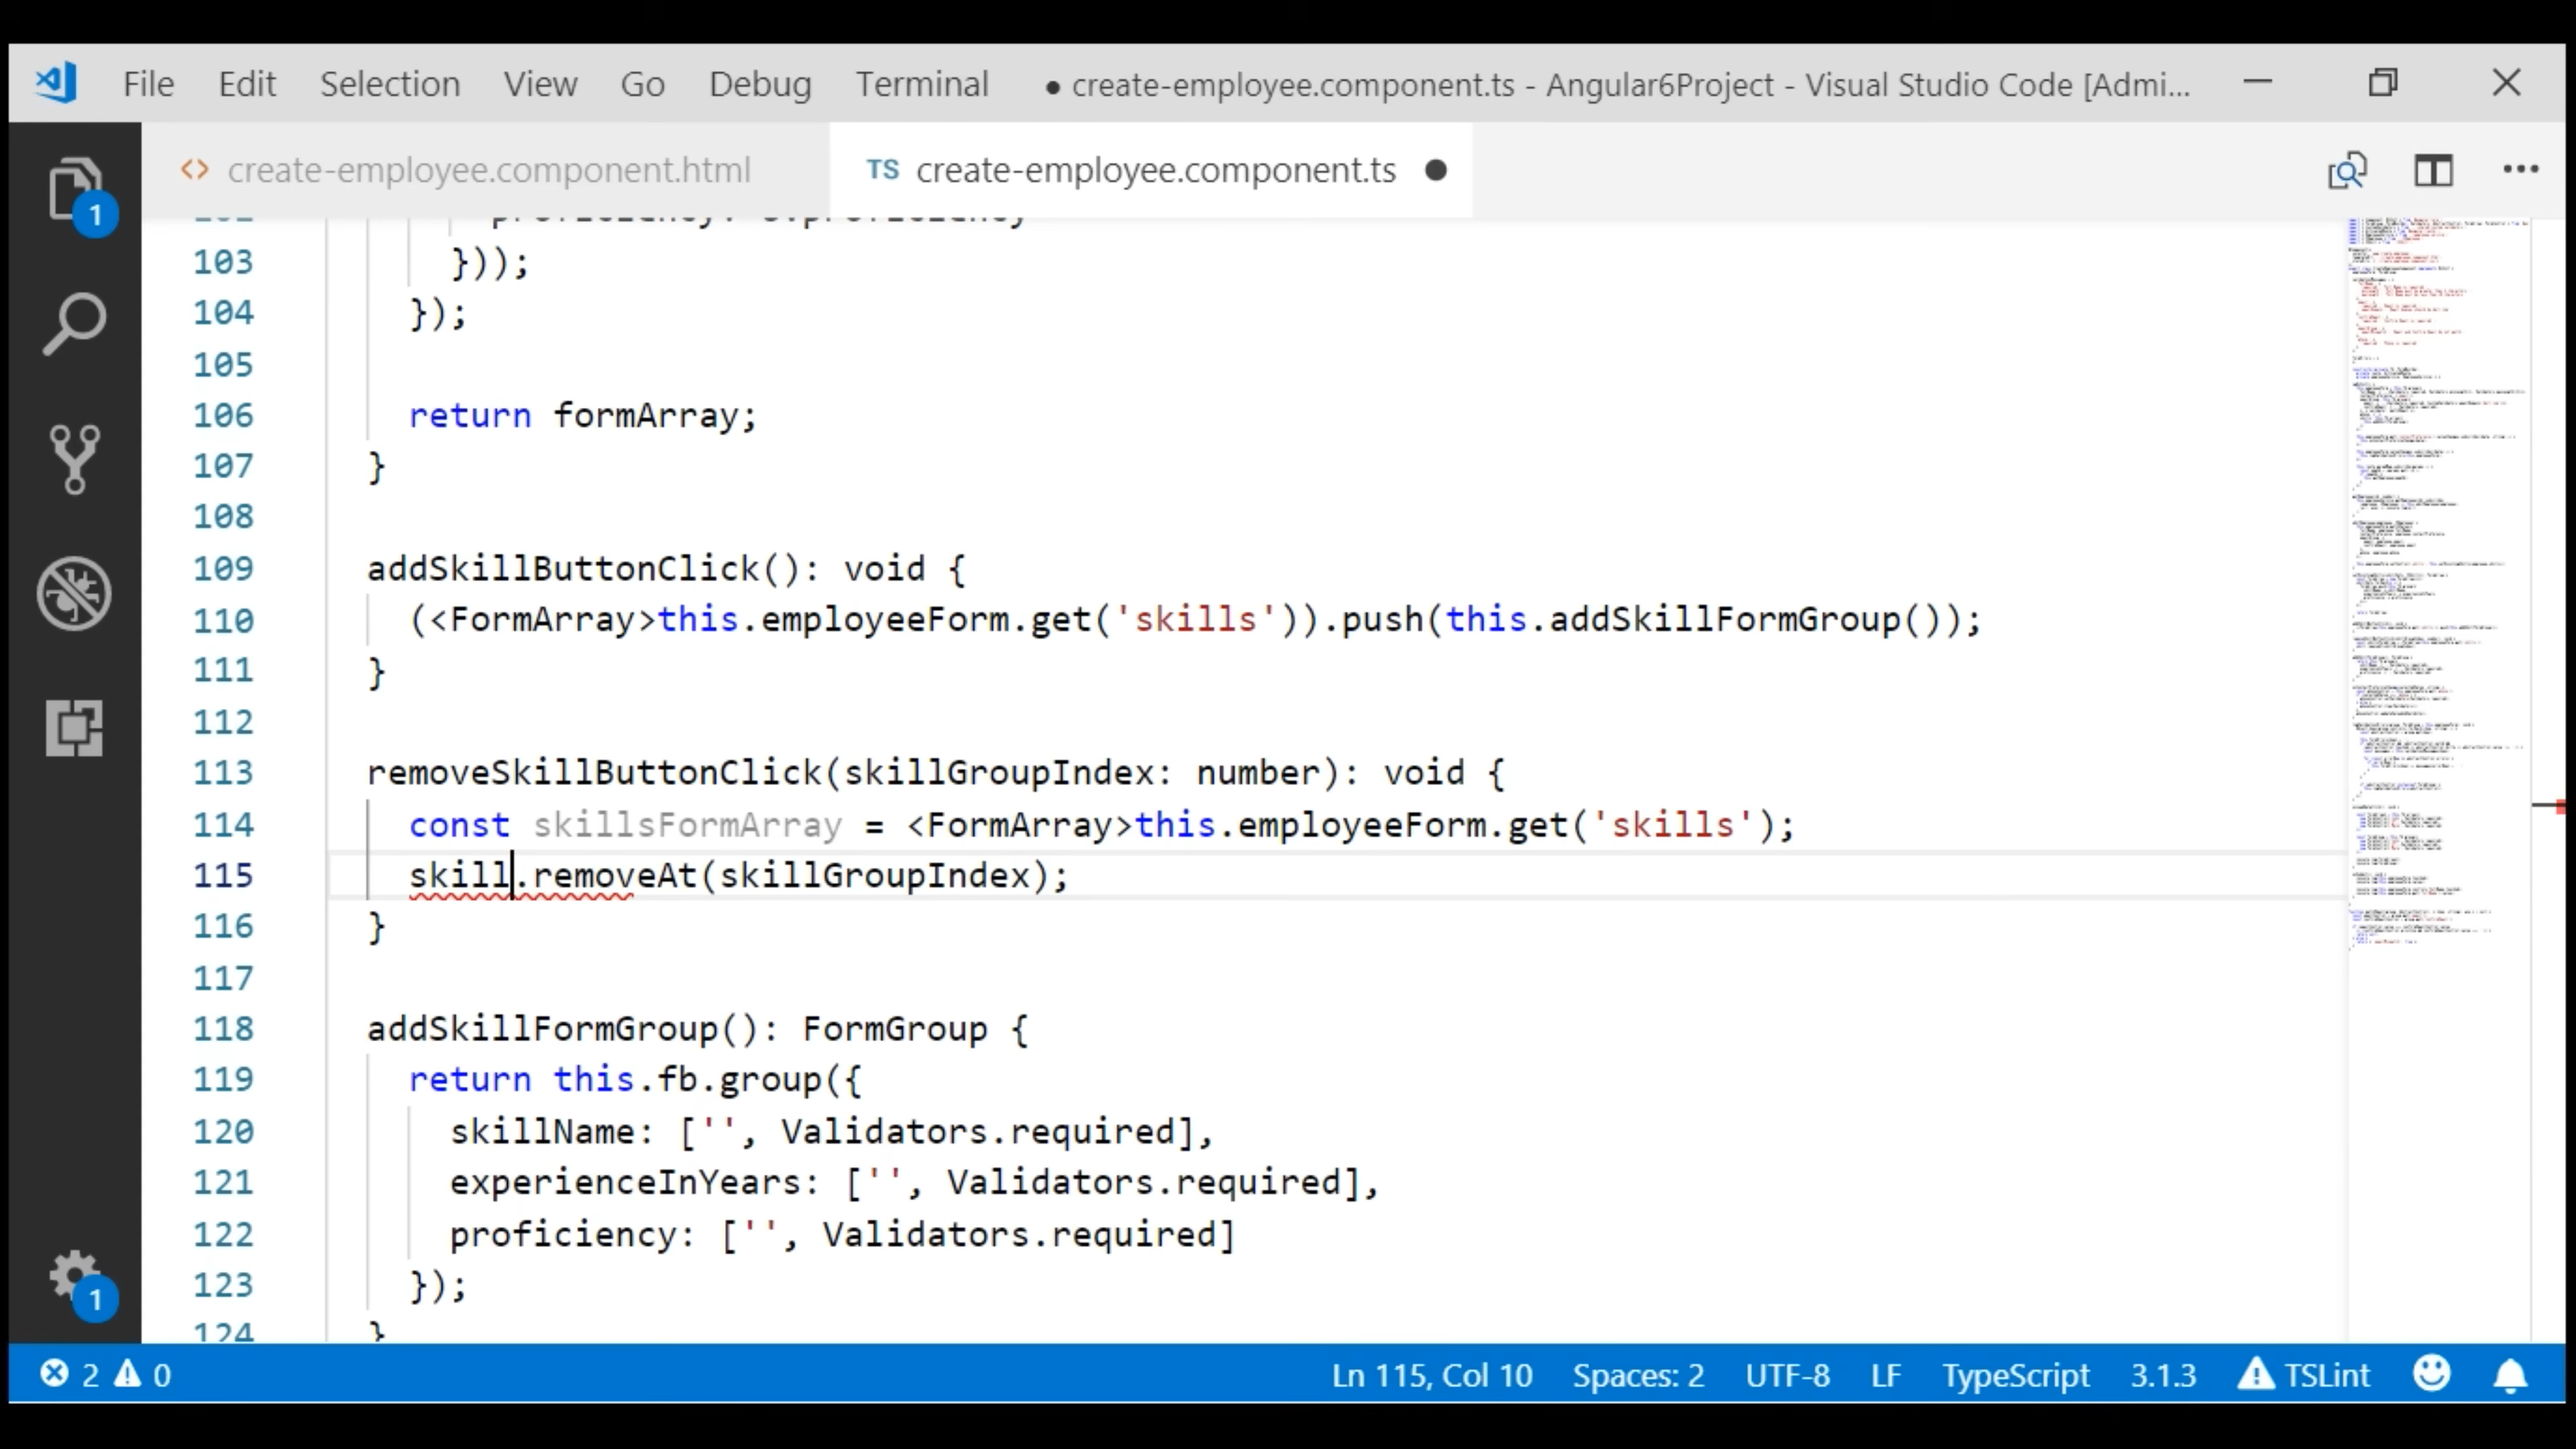 File Edit Selection View Go Debug Terminal ● create-employee.component.ts - Angular6Project - Visual Studio Code [Admi...
<> create-employee.component.html TS create-employee.component.ts ●
102 proficiency: s.proficiency
103 }));
104 });
105
106 return formArray;
107 }
108
109 addSkillButtonClick(): void {
110 (<FormArray>this.employeeForm.get('skills')).push(this.addSkillFormGroup());
111 }
112
113 removeSkillButtonClick(skillGroupIndex: number): void {
114 const skillsFormArray = <FormArray>this.employeeForm.get('skills');
115 skill.removeAt(skillGroupIndex);
116 }
117
118 addSkillFormGroup(): FormGroup {
119 return this.fb.group({
120 skillName: ['', Validators.required],
121 experienceInYears: ['', Validators.required],
122 proficiency: ['', Validators.required]
123 });
124 }
1
1
2 0 Ln 115, Col 10 Spaces: 2 UTF-8 LF TypeScript 3.1.3 TSLint